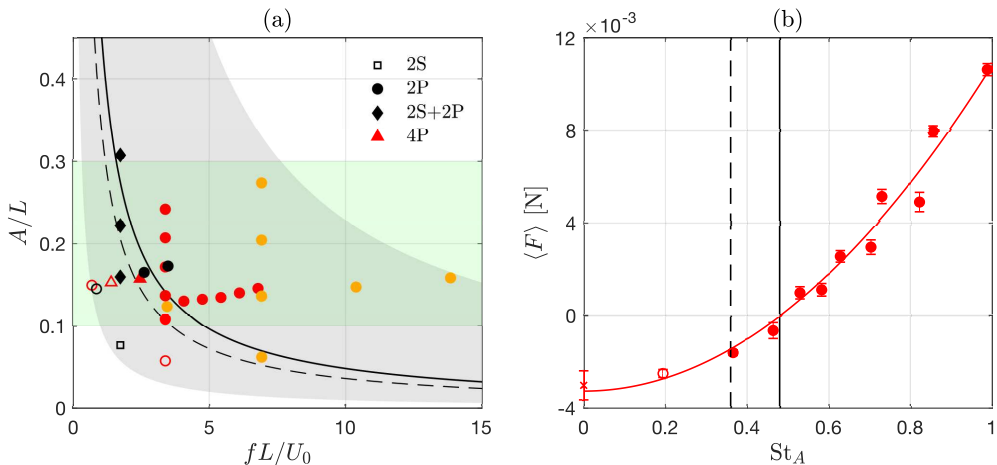 (a)
2S
2P
2S+2P
4P
0.4
0.3
0.2
0.1
0
A/L
0
5
10
15
fL/U₀
(b)
×10⁻³
12
8
4
0
-4
⟨F⟩ [N]
0
0.2
0.4
0.6
0.8
1
St_A